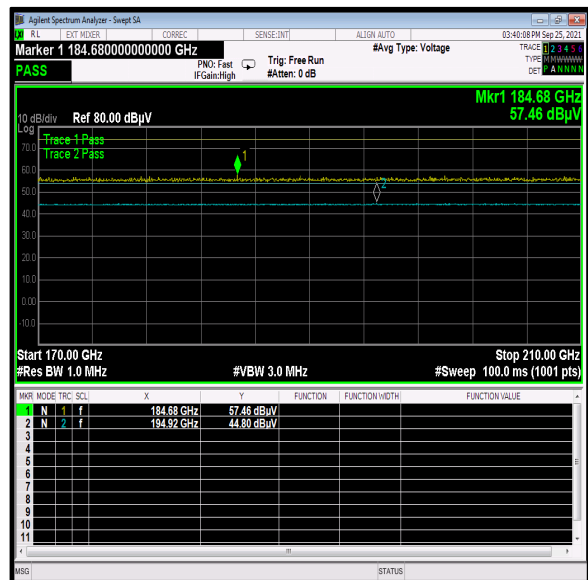 Agilent Spectrum Analyzer - Swept SA
LXI RL EXT MIXER CORREC SENSE:INT ALIGN AUTO 03:40:08 PM Sep 25, 2021
Marker 1 184.680000000000 GHz #Avg Type: Voltage TRACE 1 2 3 4 5 6
PNO: Fast Trig: Free Run TYPE M M W W W W
PASS IFGain:High #Atten: 0 dB DET P A N N N N
Mkr1 184.68 GHz
10 dB/div Ref 80.00 dBµV 57.46 dBµV
Log
Trace 1 Pass
70.0
Trace 2 Pass
1
60.0
2
50.0
40.0
30.0
20.0
10.0
0.00
-10.0
Start 170.00 GHz Stop 210.00 GHz
#Res BW 1.0 MHz #VBW 3.0 MHz #Sweep 100.0 ms (1001 pts)
MKR MODE TRC SCL X Y FUNCTION FUNCTION WIDTH FUNCTION VALUE
1 N 1 f 184.68 GHz 57.46 dBµV
2 N 2 f 194.92 GHz 44.80 dBµV
3
4
5
6
7
8
9
10
11
MSG STATUS